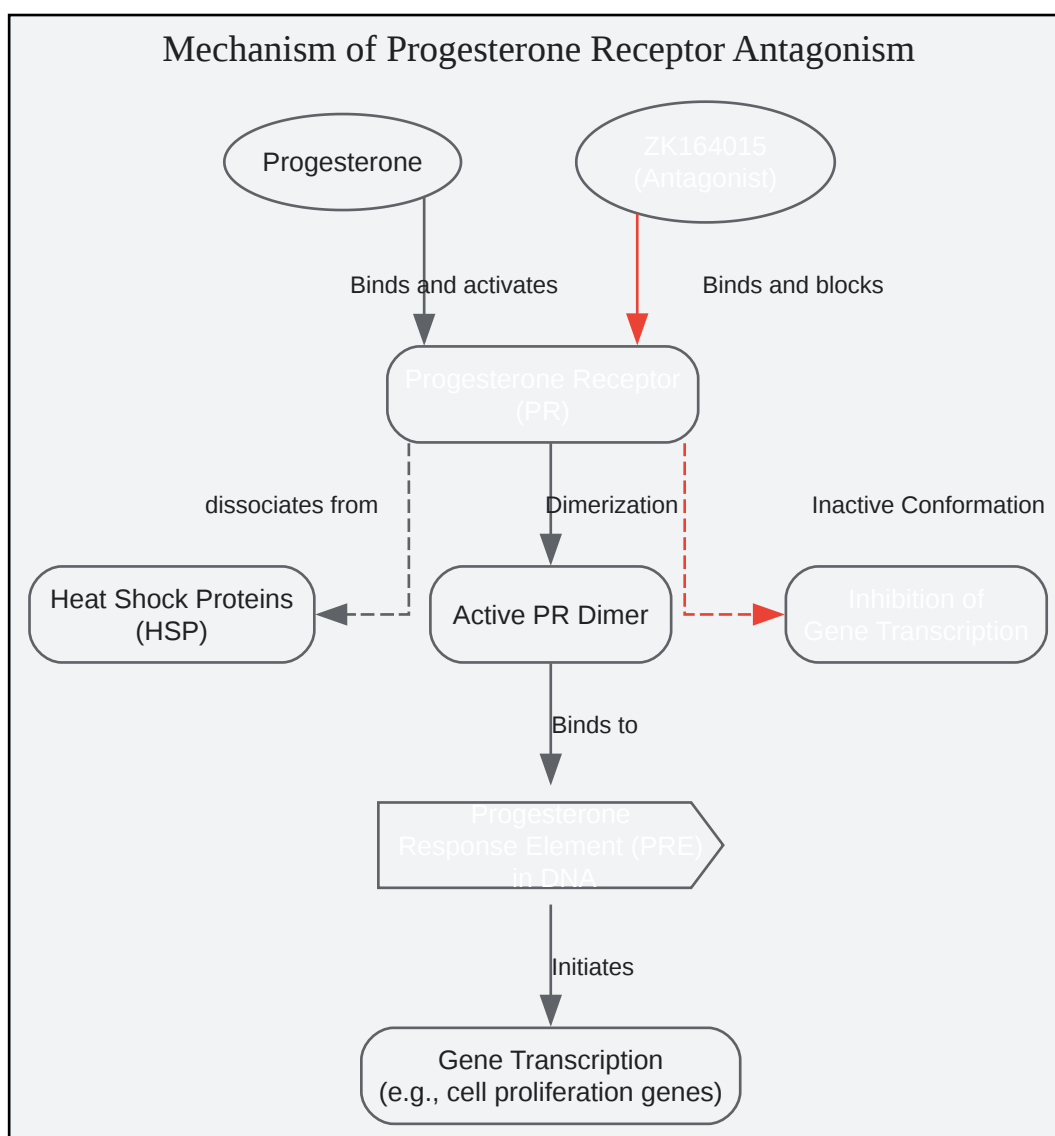 Mechanism of Progesterone Receptor Antagonism
Progesterone
ZK164015
(Antagonist)
Binds and activates
Binds and blocks
Progesterone Receptor
(PR)
dissociates from
Dimerization
Inactive Conformation
Heat Shock Proteins
(HSP)
Active PR Dimer
Inhibition of
Gene Transcription
Binds to
Progesterone
Response Element (PRE)
in DNA
Initiates
Gene Transcription
(e.g., cell proliferation genes)